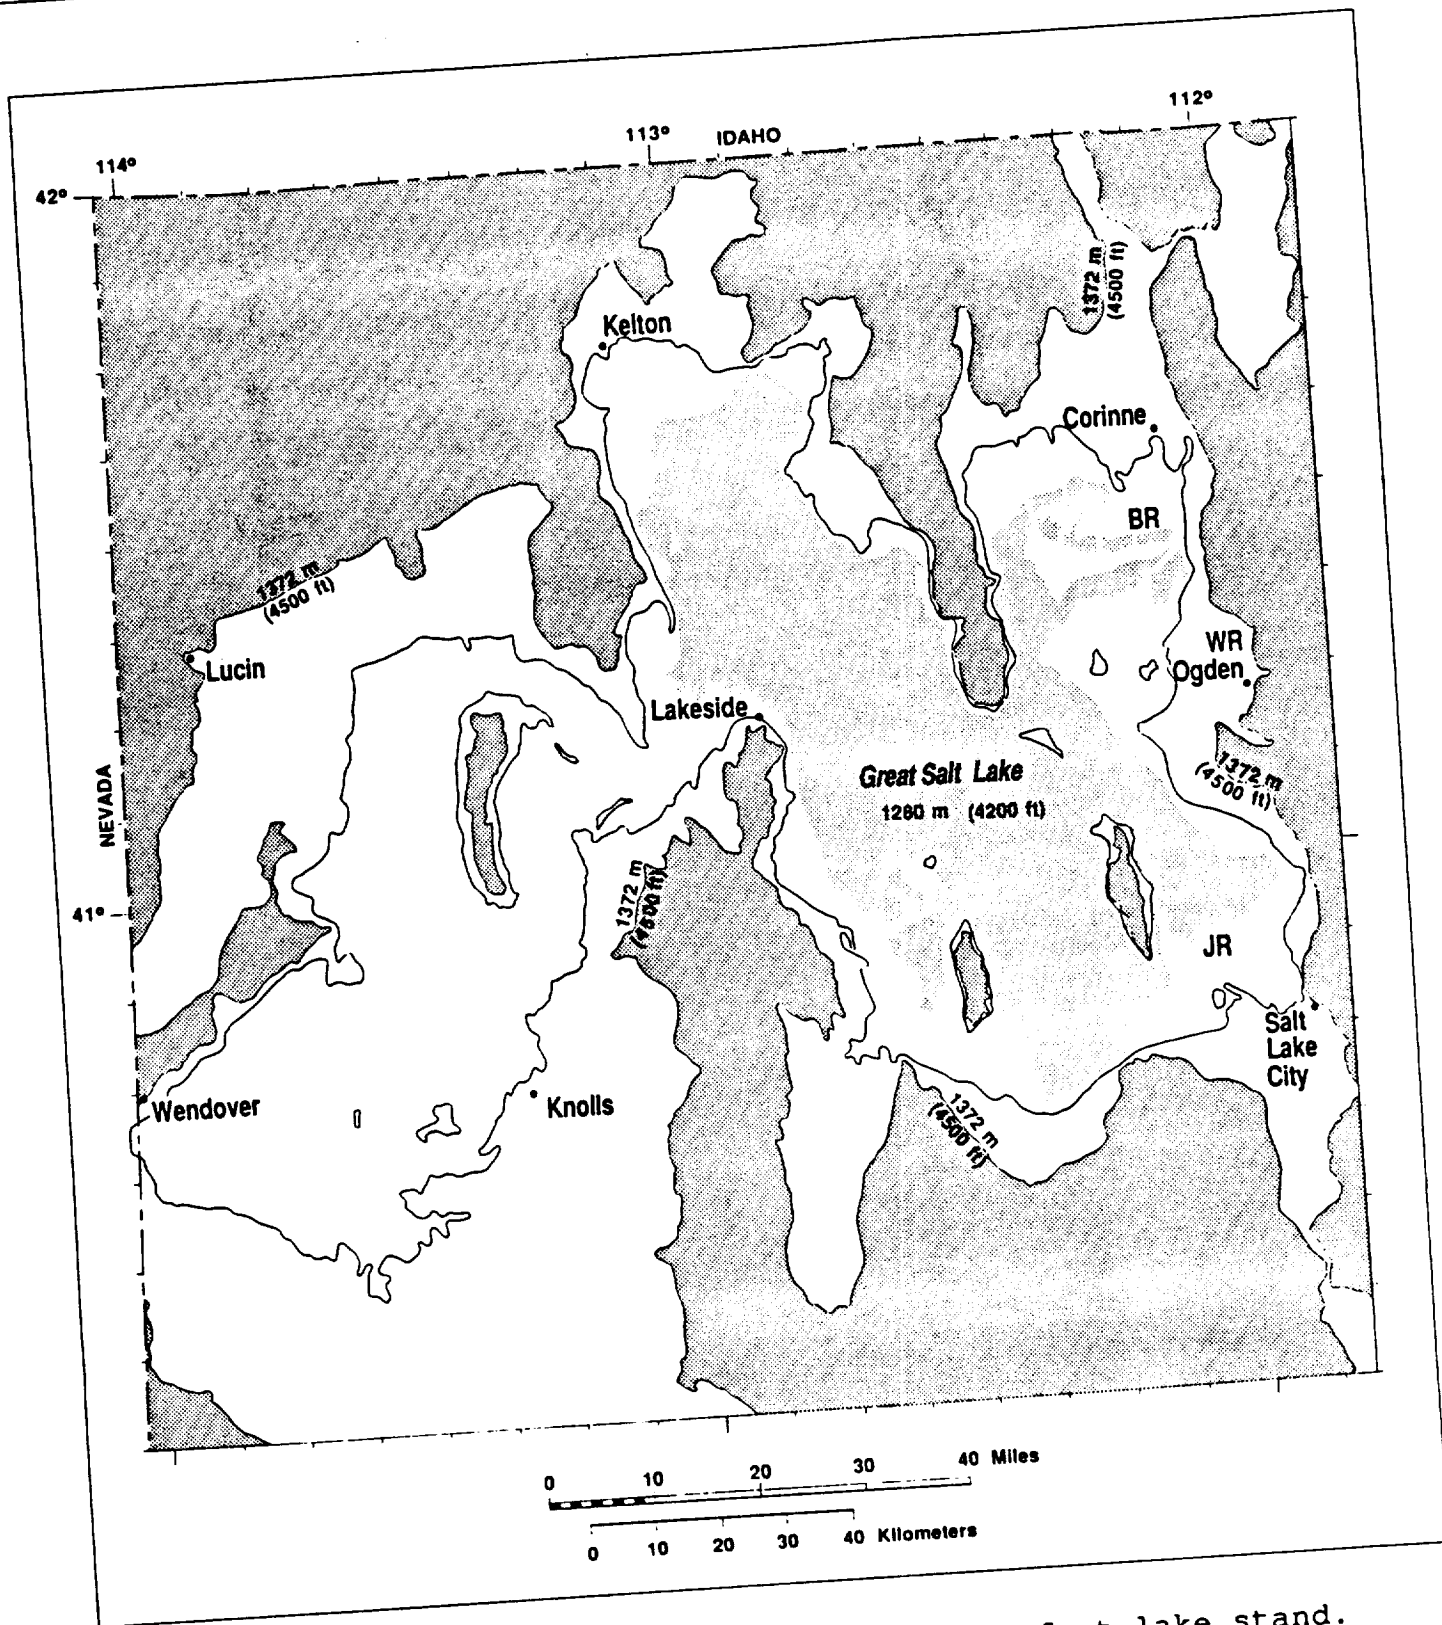 112°
113°
IDAHO
114°
42°
1372 m
(4500 ft)
Kelton
Corinne
BR
1372 m
(4500 ft)
WR
Ogden
Lucin
Lakeside
1372 m
(4500 ft)
Great Salt Lake
1280 m (4200 ft)
NEVADA
1372 m
(4500 ft)
41°
JR
Salt
Lake
City
Wendover
Knolls
1372 m
(4500 ft)
0 10 20 30 40 Miles
0 10 20 30 40 Kilometers
lake stand.